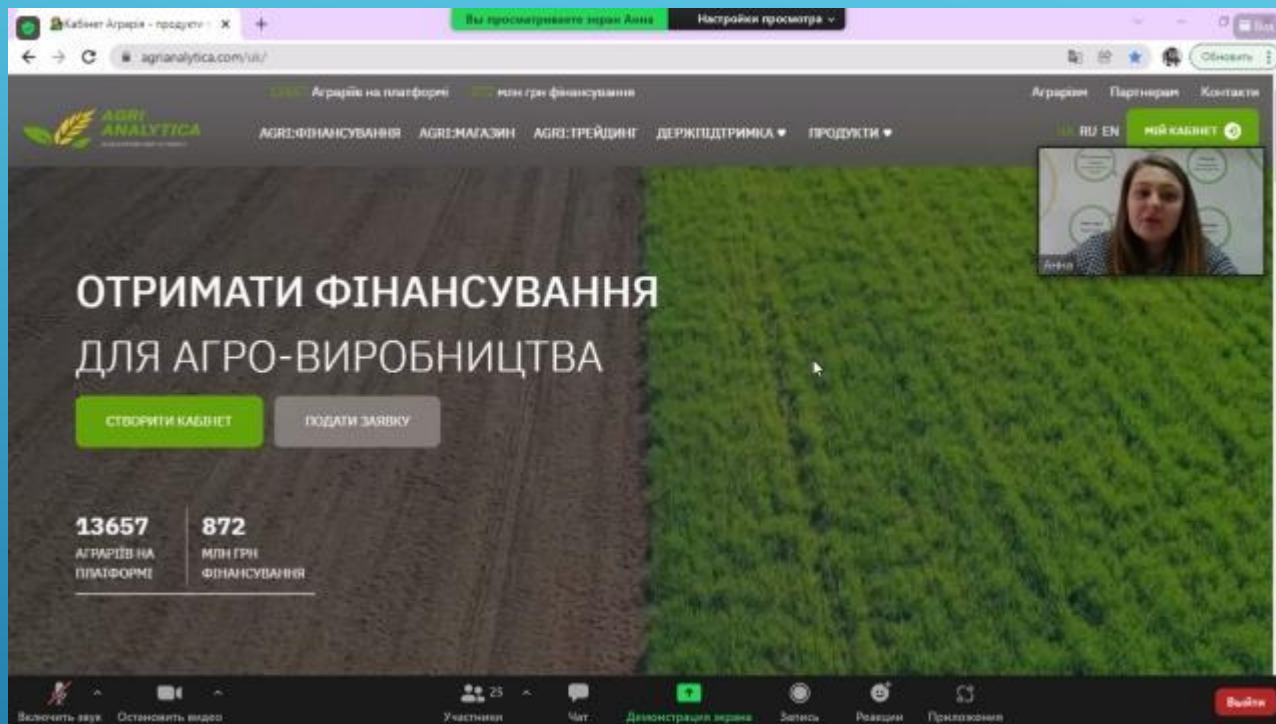 Кабінет Аграрія - продукти
Вы просматриваете экран Анна
Настройки просмотра
agrianalytica.com/uk/
Обновить
13657 Аграріїв на платформі 872 млн грн фінансування
Аграріям Партнерам Контакти
AGRI
ANALYTICA
AGRI:ФІНАНСУВАННЯ AGRI:МАГАЗИН AGRI:ТРЕЙДИНГ ДЕРЖПІДТРИМКА ПРОДУКТИ
RU EN
МІЙ КАБІНЕТ
Анна
ОТРИМАТИ ФІНАНСУВАННЯ
ДЛЯ АГРО-ВИРОБНИЦТВА
СТВОРИТИ КАБІНЕТ
ПОДАТИ ЗАЯВКУ
13657
АГРАРІЇВ НА
ПЛАТФОРМІ
872
МЛН ГРН
ФІНАНСУВАННЯ
Включить звук
Остановить видео
25
Участники
Чат
Демонстрация экрана
Запись
Реакции
Приложения
Выйти